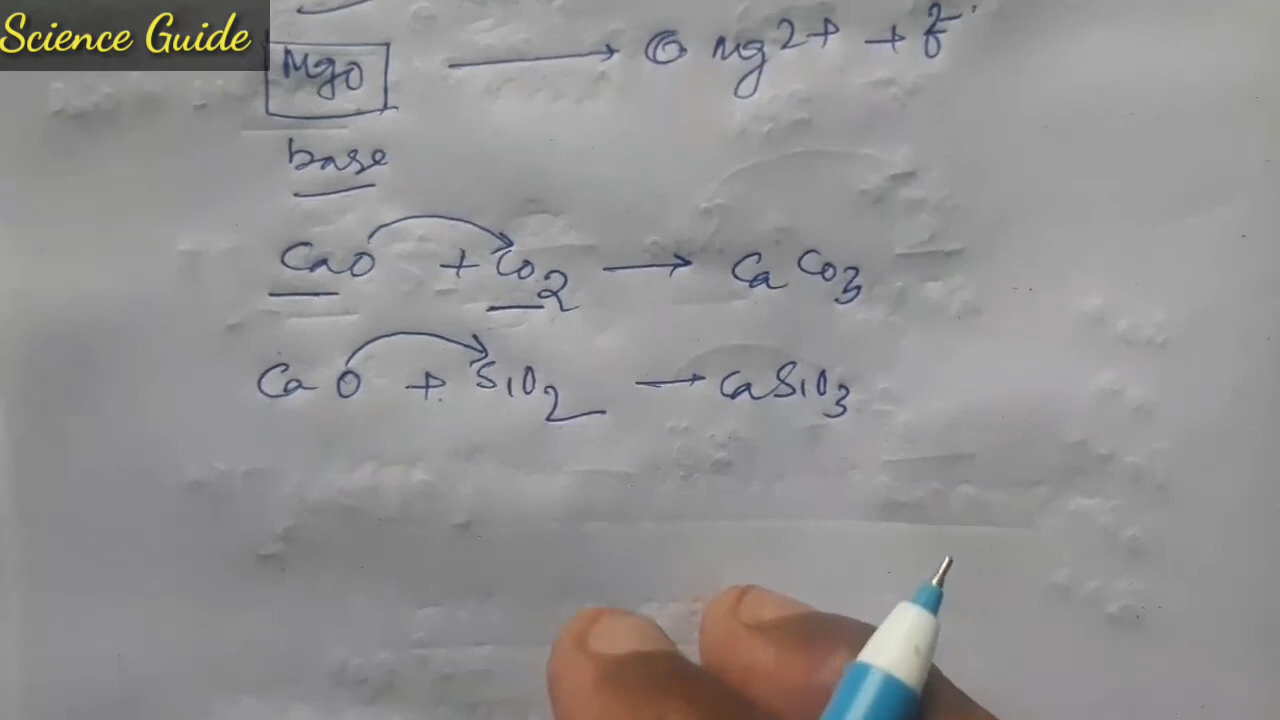 Science Guide
MgO ⟶ Mg2+ +
base
CaO + CO2 ⟶ CaCO3
CaO + SiO2 ⟶ CaSiO3